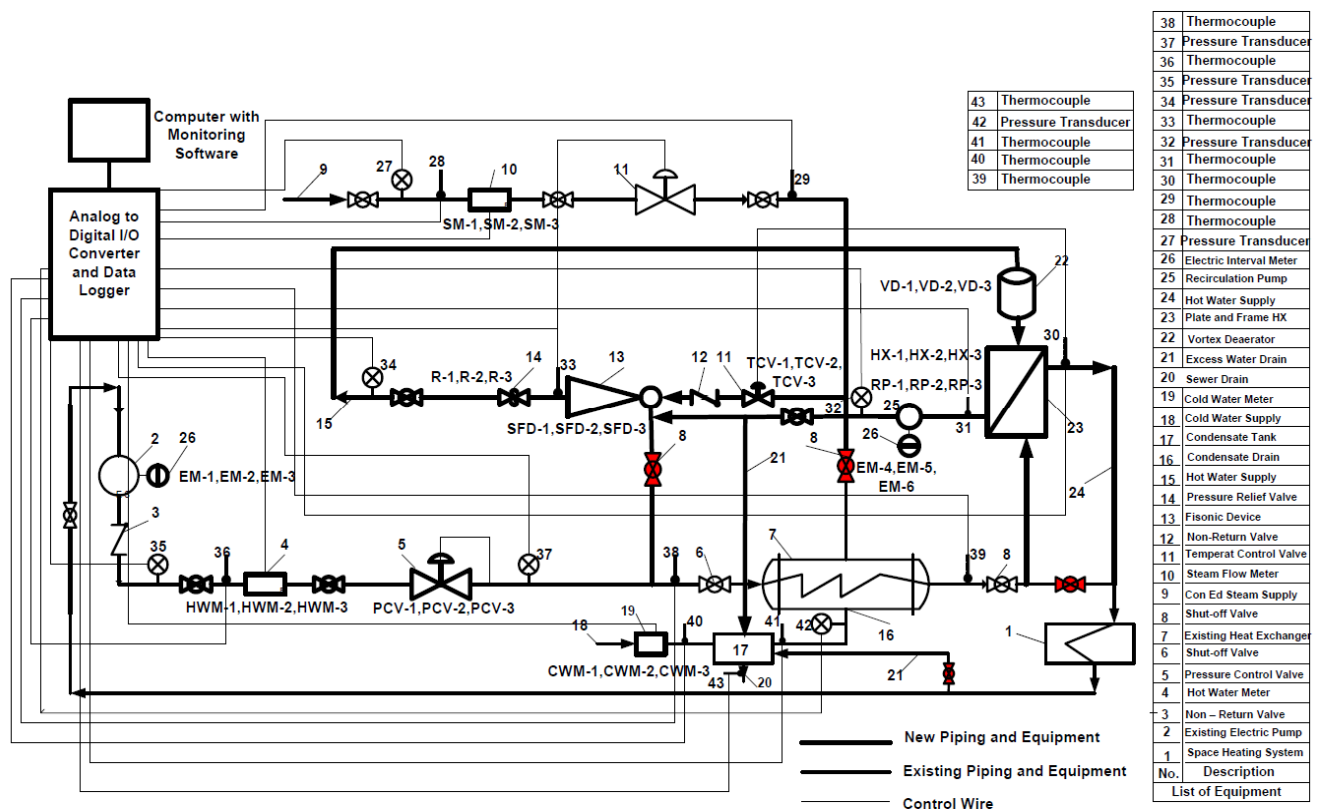 Computer with
Monitoring
Software
Analog to
Digital I/O
Converter
and Data
Logger
9
27
28
10
11
29
SM-1,SM-2,SM-3
VD-1,VD-2,VD-3
22
34
R-1,R-2,R-3
14
33
13
12
11
TCV-1,TCV-2,
TCV-3
HX-1,HX-2,HX-3
RP-1,RP-2,RP-3
30
15
SFD-1,SFD-2,SFD-3
32
25
31
23
2
26
EM-1,EM-2,EM-3
8
21
8
26
EM-4,EM-5,
EM-6
24
3
35
36
4
5
37
38
6
7
39
8
HWM-1,HWM-2,HWM-3
PCV-1,PCV-2,PCV-3
18
19
40
41
42
16
1
17
CWM-1,CWM-2,CWM-3
43
20
21
New Piping and Equipment
Existing Piping and Equipment
Control Wire
43 Thermocouple
42 Pressure Transducer
41 Thermocouple
40 Thermocouple
39 Thermocouple
38 Thermocouple
37 Pressure Transducer
36 Thermocouple
35 Pressure Transducer
34 Pressure Transducer
33 Thermocouple
32 Pressure Transducer
31 Thermocouple
30 Thermocouple
29 Thermocouple
28 Thermocouple
27 Pressure Transducer
26 Electric Interval Meter
25 Recirculation Pump
24 Hot Water Supply
23 Plate and Frame HX
22 Vortex Deaerator
21 Excess Water Drain
20 Sewer Drain
19 Cold Water Meter
18 Cold Water Supply
17 Condensate Tank
16 Condensate Drain
15 Hot Water Supply
14 Pressure Relief Valve
13 Fisonic Device
12 Non-Return Valve
11 Temperat Control Valve
10 Steam Flow Meter
9 Con Ed Steam Supply
8 Shut-off Valve
7 Existing Heat Exchanger
6 Shut-off Valve
5 Pressure Control Valve
4 Hot Water Meter
3 Non – Return Valve
2 Existing Electric Pump
1 Space Heating System
No. Description
List of Equipment